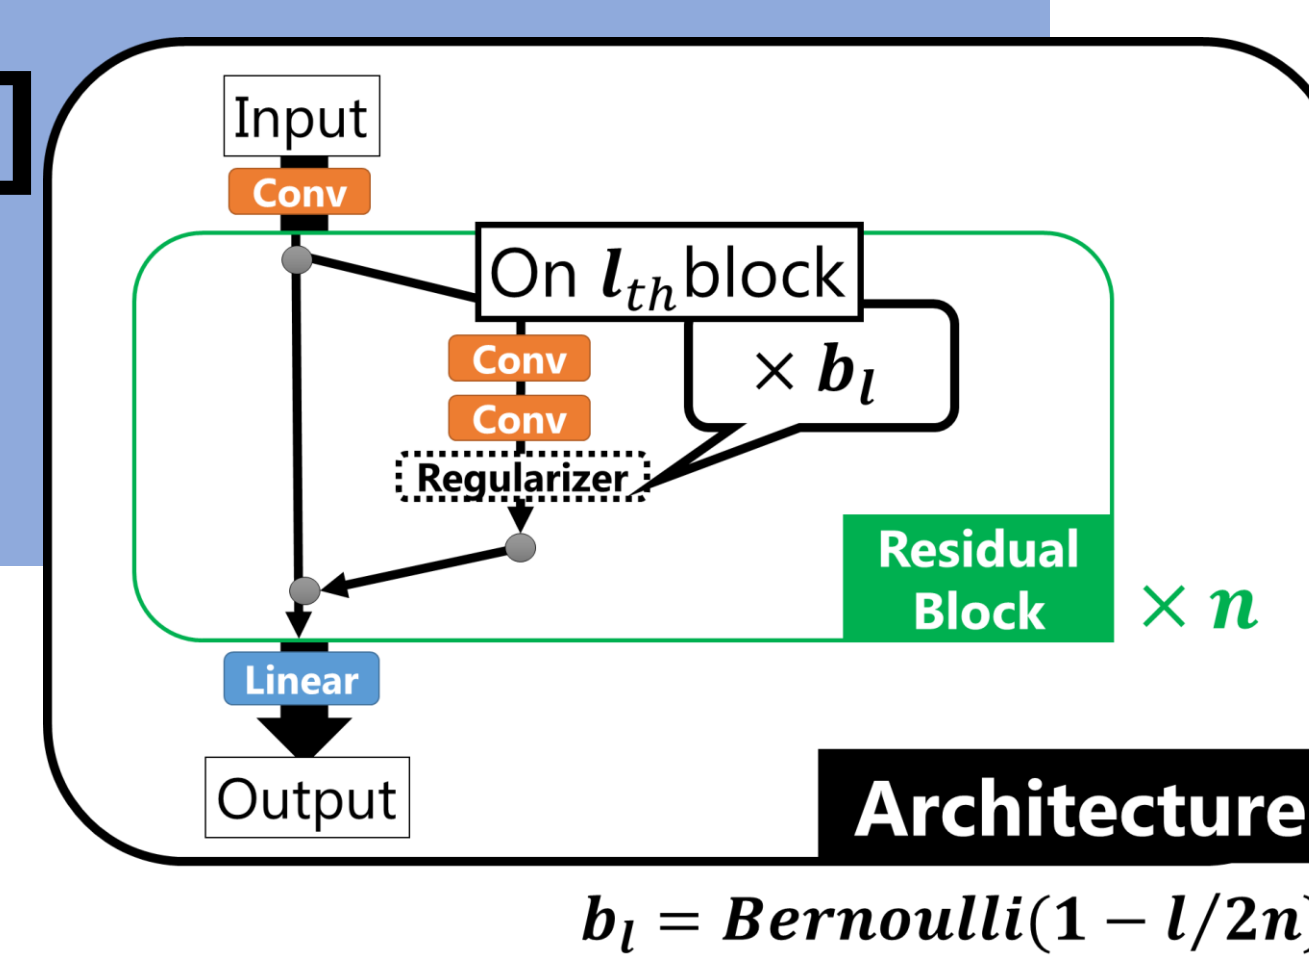 ]
Input
Conv
On l_th block
Conv
× b_l
Conv
Regularizer
Residual
Block
× n
Linear
Output
Architecture
b_l = Bernoulli(1 − l/2n)